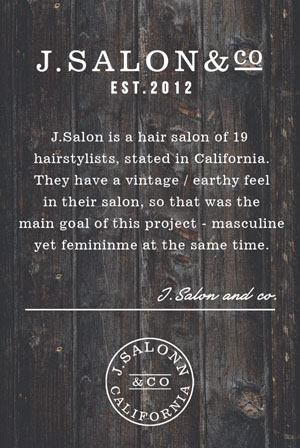 J.SALON&CO
EST.2012
J.Salon is a hair salon of 19
hairstylists, stated in California.
They have a vintage / earthy feel
in their salon, so that was the
main goal of this project - masculine
yet femininme at the same time.
J.Salon and co.
J.SALONN
&CO
CALIFORNIA